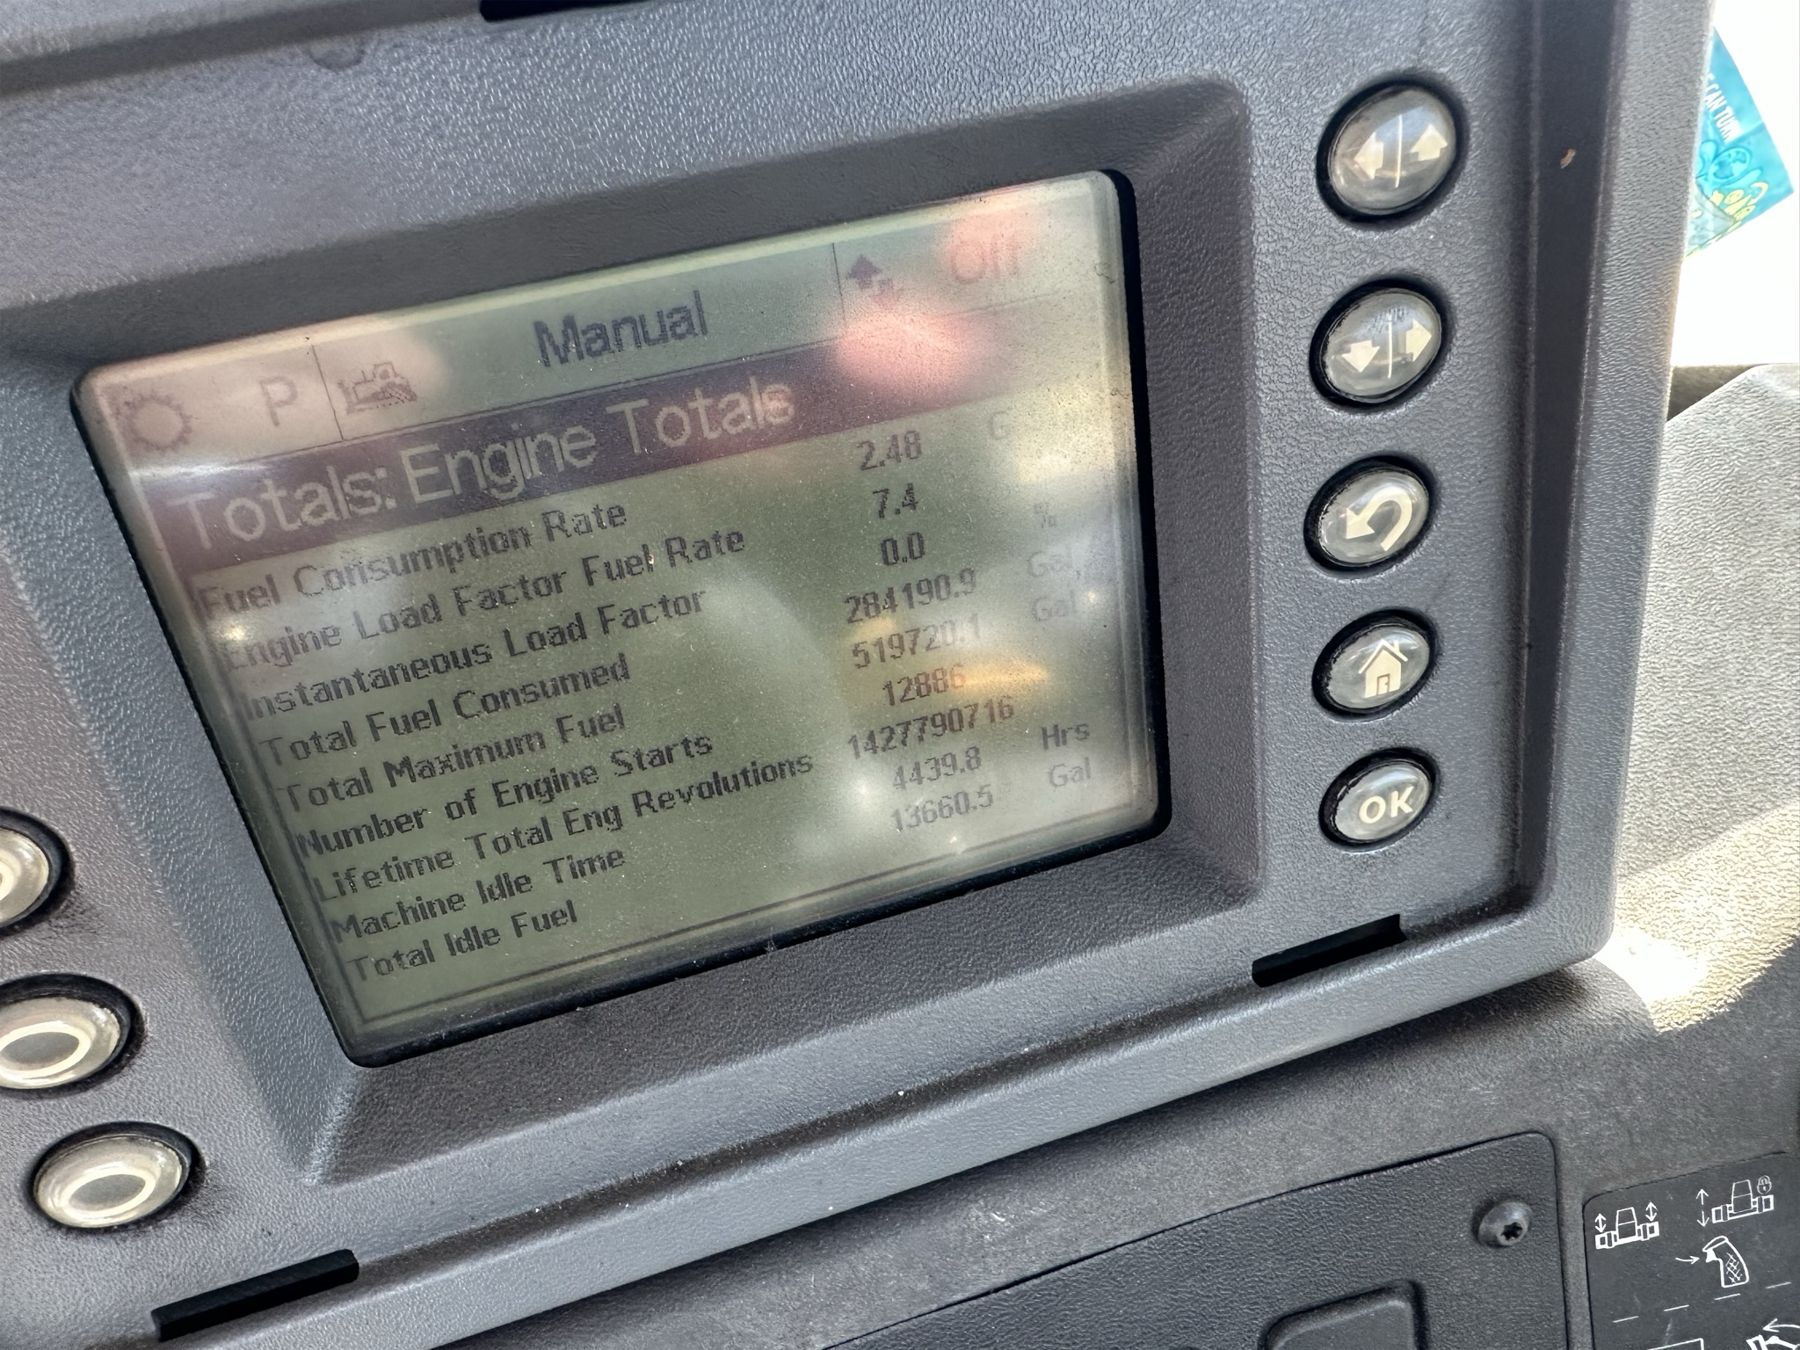 P Manual Off
Totals: Engine Totals
Fuel Consumption Rate 2.48 G
Engine Load Factor Fuel Rate 7.4 %
Instantaneous Load Factor 0.0
Total Fuel Consumed 284190.9 Gal
Total Maximum Fuel 519720.1 Gal
Number of Engine Starts 12886
Lifetime Total Eng Revolutions 1427790716
Machine Idle Time 4439.8 Hrs
Total Idle Fuel 13660.5 Gal
OK
CAN TURN